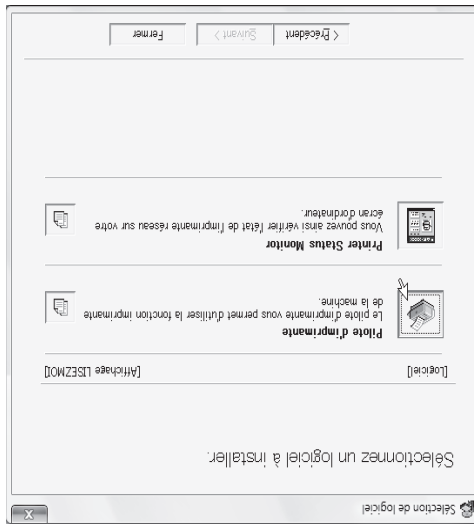 Sélection de logiciel
X
Sélectionnez un logiciel à installer.
[Logiciel] [Affichage LISEZMOI]
Pilote d'imprimante
Le pilote d'imprimante vous permet d'utiliser la fonction imprimante
de la machine.
Printer Status Monitor
Vous pouvez ainsi vérifier l'état de l'imprimante réseau sur votre
écran d'ordinateur.
< Précédent Suivant > Fermer